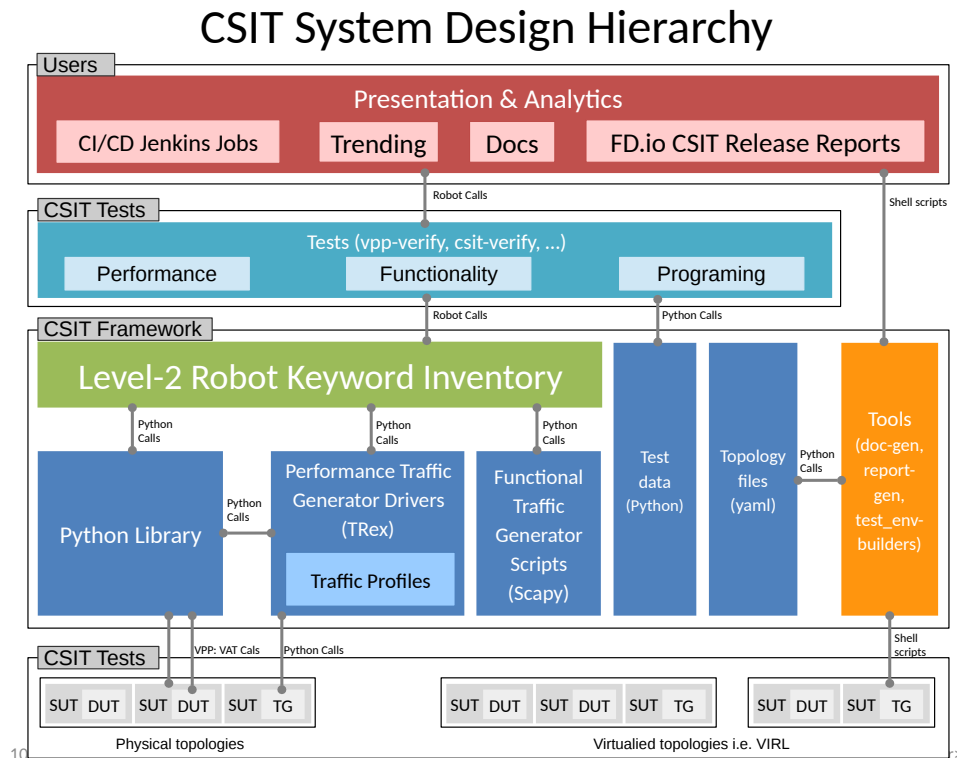 CSIT System Design Hierarchy
Users
Presentation & Analytics
CI/CD Jenkins Jobs
Trending
Docs
FD.io CSIT Release Reports
Robot Calls
Shell scripts
CSIT Tests
Tests (vpp-verify, csit-verify, ...)
Performance
Functionality
Programing
Robot Calls
Python Calls
CSIT Framework
Level-2 Robot Keyword Inventory
Python
Calls
Python
Calls
Python
Calls
Python Library
Python
Calls
Performance Traffic
Generator Drivers
(TRex)
Traffic Profiles
Functional
Traffic
Generator
Scripts
(Scapy)
Test
data
(Python)
Topology
files
(yaml)
Python
Calls
Tools
(doc-gen,
report-
gen,
test_env-
builders)
VPP: VAT Cals
Python Calls
Shell
scripts
CSIT Tests
SUT DUT
SUT DUT
SUT TG
SUT DUT
SUT DUT
SUT TG
SUT DUT
SUT TG
Physical topologies
Virtualied topologies i.e. VIRL
10